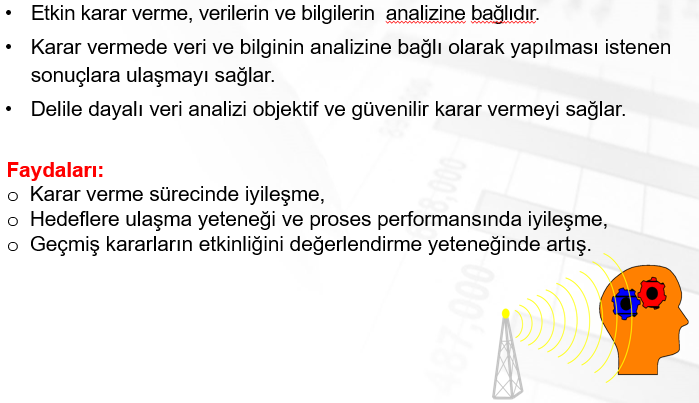 • Etkin karar verme, verilerin ve bilgilerin analizine bağlıdır.
• Karar vermede veri ve bilginin analizine bağlı olarak yapılması istenen
sonuçlara ulaşmayı sağlar.
• Delile dayalı veri analizi objektif ve güvenilir karar vermeyi sağlar.
Faydaları:
o Karar verme sürecinde iyileşme,
o Hedeflere ulaşma yeteneği ve proses performansında iyileşme,
o Geçmiş kararların etkinliğini değerlendirme yeteneğinde artış.
487,000